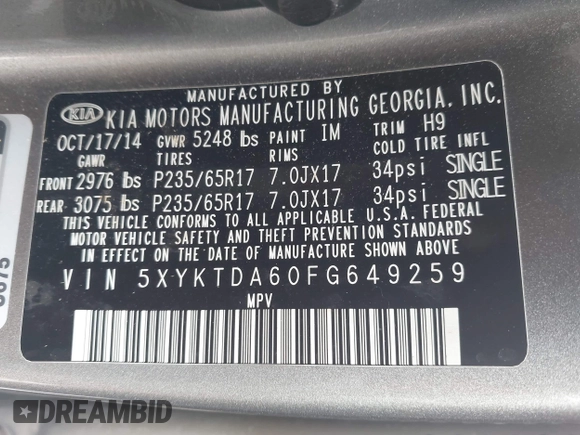 MANUFACTURED BY
KIA KIA MOTORS MANUFACTURING GEORGIA, INC.
OCT/17/14 GVWR 5248 lbs PAINT IM TRIM H9
GAWR TIRES RIMS COLD TIRE INFL
FRONT 2976 lbs P235/65R17 7.0JX17 34psi SINGLE
REAR 3075 lbs P235/65R17 7.0JX17 34psi SINGLE
THIS VEHICLE CONFORMS TO ALL APPLICABLE U.S.A. FEDERAL
MOTOR VEHICLE SAFETY AND THEFT PREVENTION STANDARDS
IN EFFECT ON THE DATE OF MANUFACTURE SHOWN ABOVE.
VIN 5XYKTDA60FG649259
MPV
DREAMBID